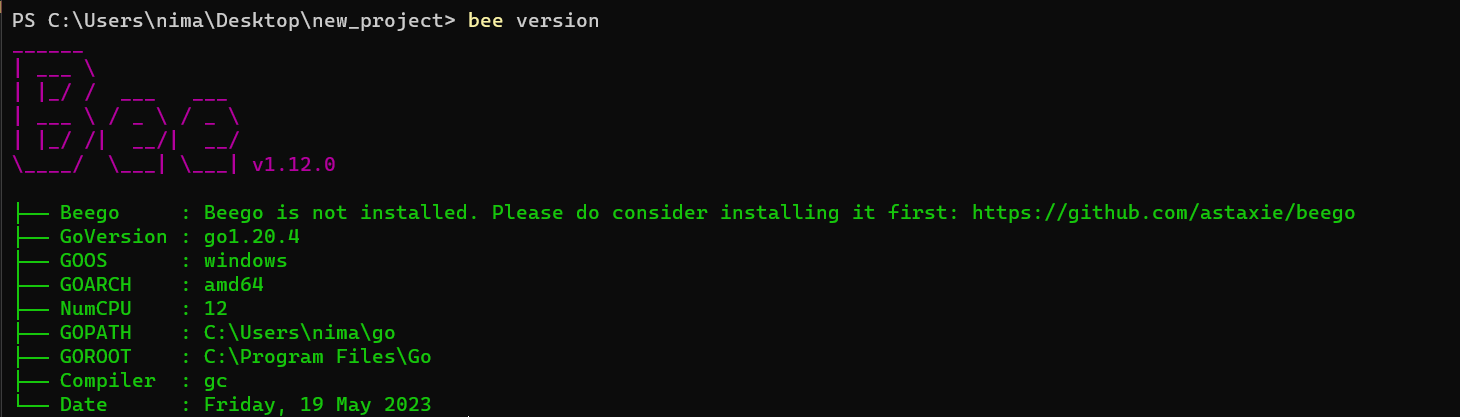 PS C:\Users\nima\Desktop\new_project> bee version
______
| ___ \
| |_/ /  ___   ___
| ___ \ / _ \ / _ \
| |_/ /|  __/|  __/
\____/  \___| \___| v1.12.0
├── Beego     : Beego is not installed. Please do consider installing it first: https://github.com/astaxie/beego
├── GoVersion : go1.20.4
├── GOOS      : windows
├── GOARCH    : amd64
├── NumCPU    : 12
├── GOPATH    : C:\Users\nima\go
├── GOROOT    : C:\Program Files\Go
├── Compiler  : gc
└── Date      : Friday, 19 May 2023